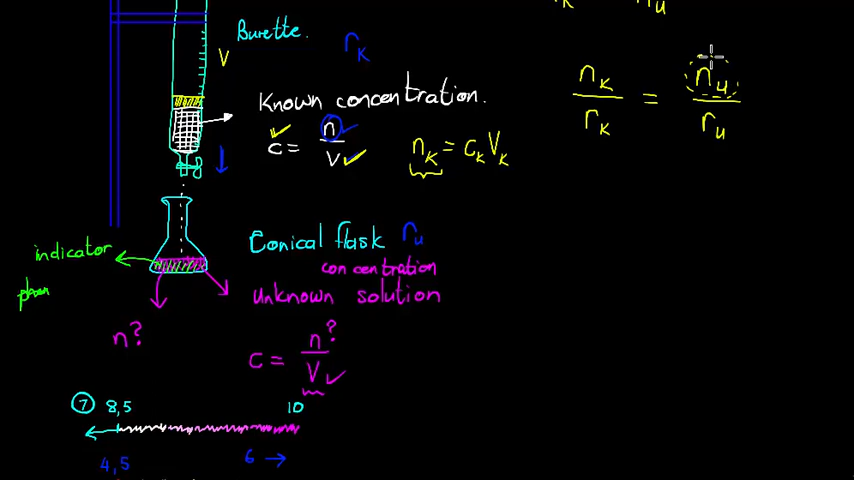 Burette.
V
r_K
Known concentration.
c = n/V
n_K = c_K V_K
n_K/r_K = n_u/r_u
Conical flask r_u
indicator
concentration
unknown solution
n?
c = n?/V
7 8,5 10
4,5 6